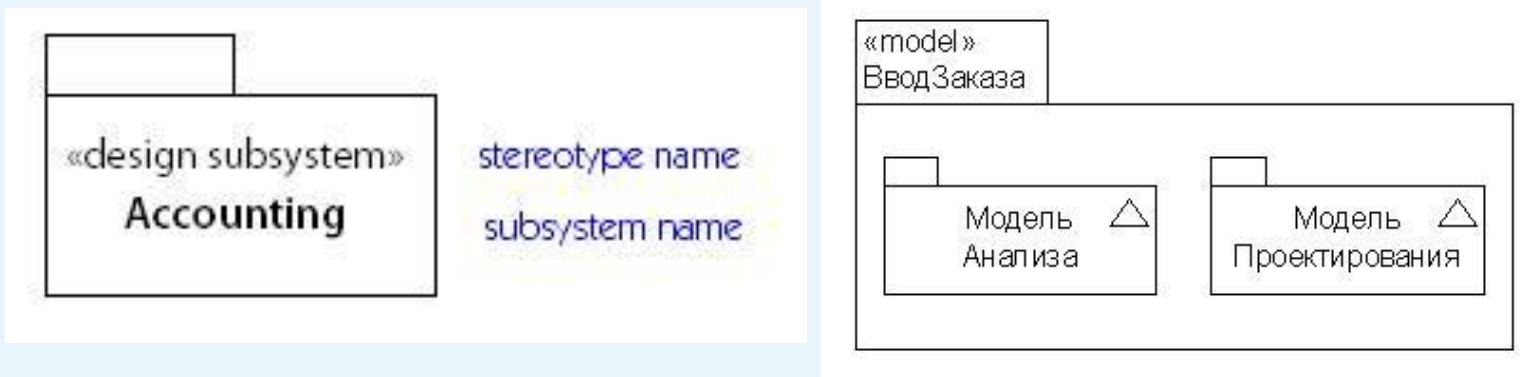 «design subsystem»
Accounting
stereotype name
subsystem name
«model»
ВводЗаказа
Модель
Анализа
Модель
Проектирования